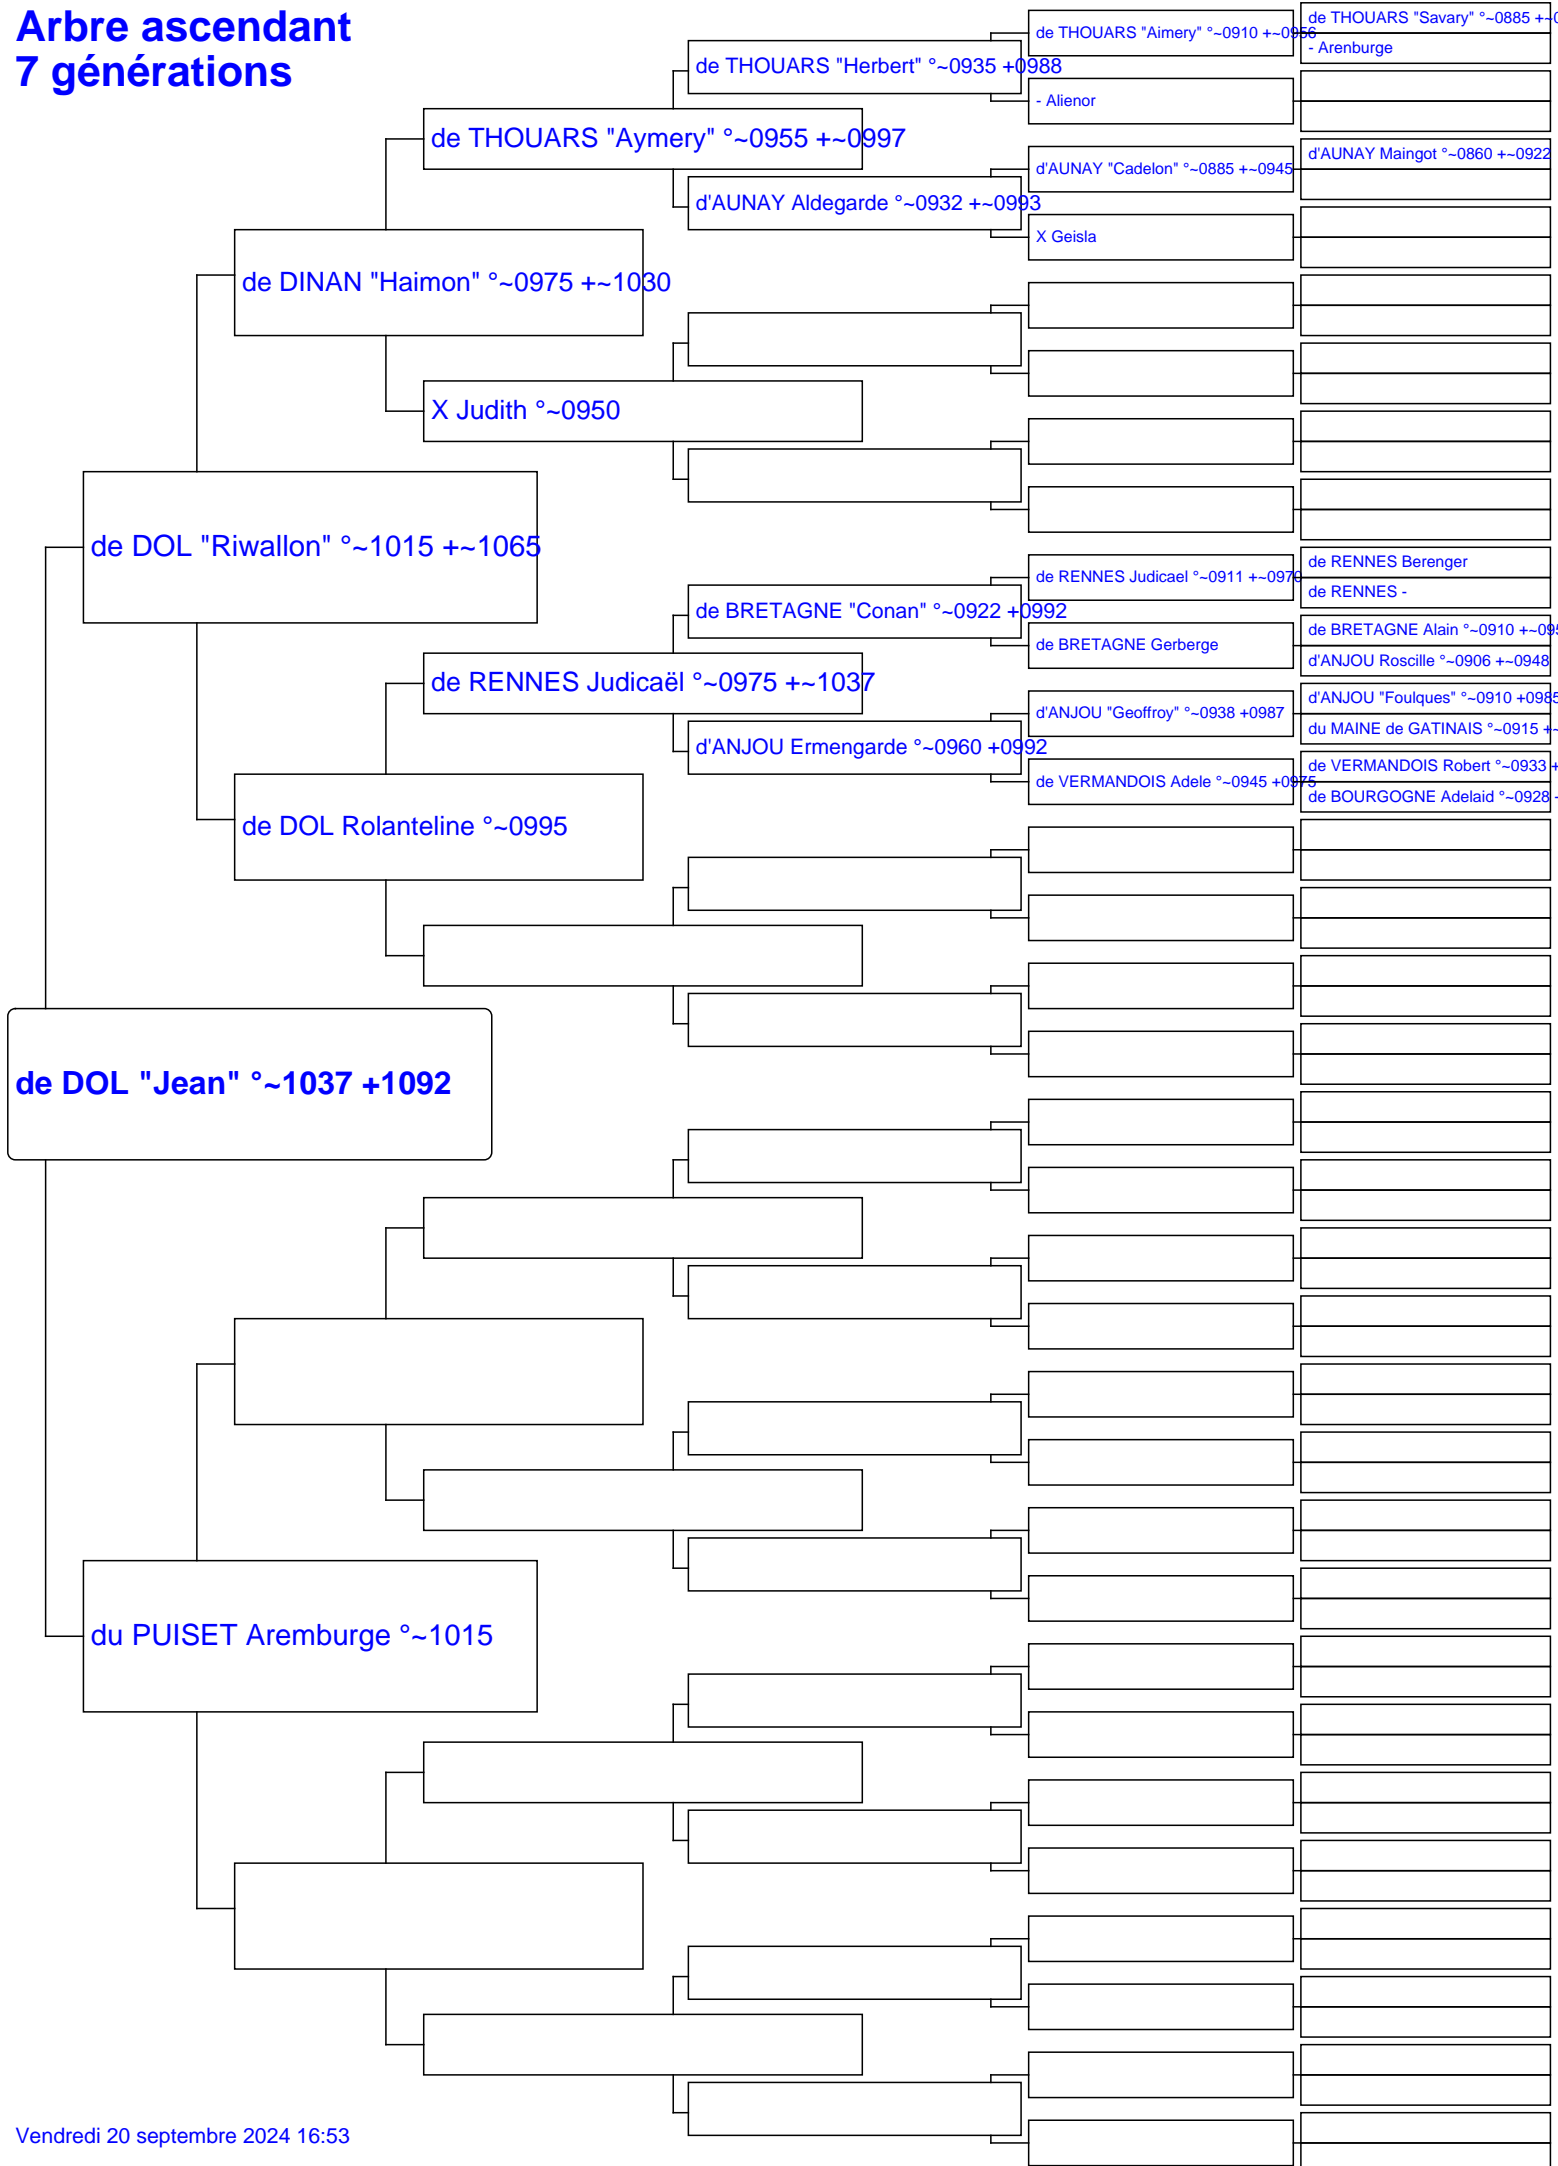 Arbre ascendant
7 générations
de THOUARS "Savary" °~0885 +~0
de THOUARS "Aimery" °~0910 +~0956
- Arenburge
de THOUARS "Herbert" °~0935 +0988
- Alienor
de THOUARS "Aymery" °~0955 +~0997
d'AUNAY Maingot °~0860 +~0922
d'AUNAY "Cadelon" °~0885 +~0945
d'AUNAY Aldegarde °~0932 +~0993
X Geisla
de DINAN "Haimon" °~0975 +~1030
X Judith °~0950
de DOL "Riwallon" °~1015 +~1065
de RENNES Berenger
de RENNES Judicael °~0911 +~0970
de RENNES -
de BRETAGNE "Conan" °~0922 +0992
de BRETAGNE Alain °~0910 +~095
de BRETAGNE Gerberge
d'ANJOU Roscille °~0906 +~0948
de RENNES Judicaël °~0975 +~1037
d'ANJOU "Foulques" °~0910 +0985
d'ANJOU "Geoffroy" °~0938 +0987
du MAINE de GATINAIS °~0915 +~
d'ANJOU Ermengarde °~0960 +0992
de VERMANDOIS Robert °~0933 +
de VERMANDOIS Adele °~0945 +0975
de BOURGOGNE Adelaid °~0928 +
de DOL Rolanteline °~0995
de DOL "Jean" °~1037 +1092
du PUISET Aremburge °~1015
Vendredi 20 septembre 2024 16:53